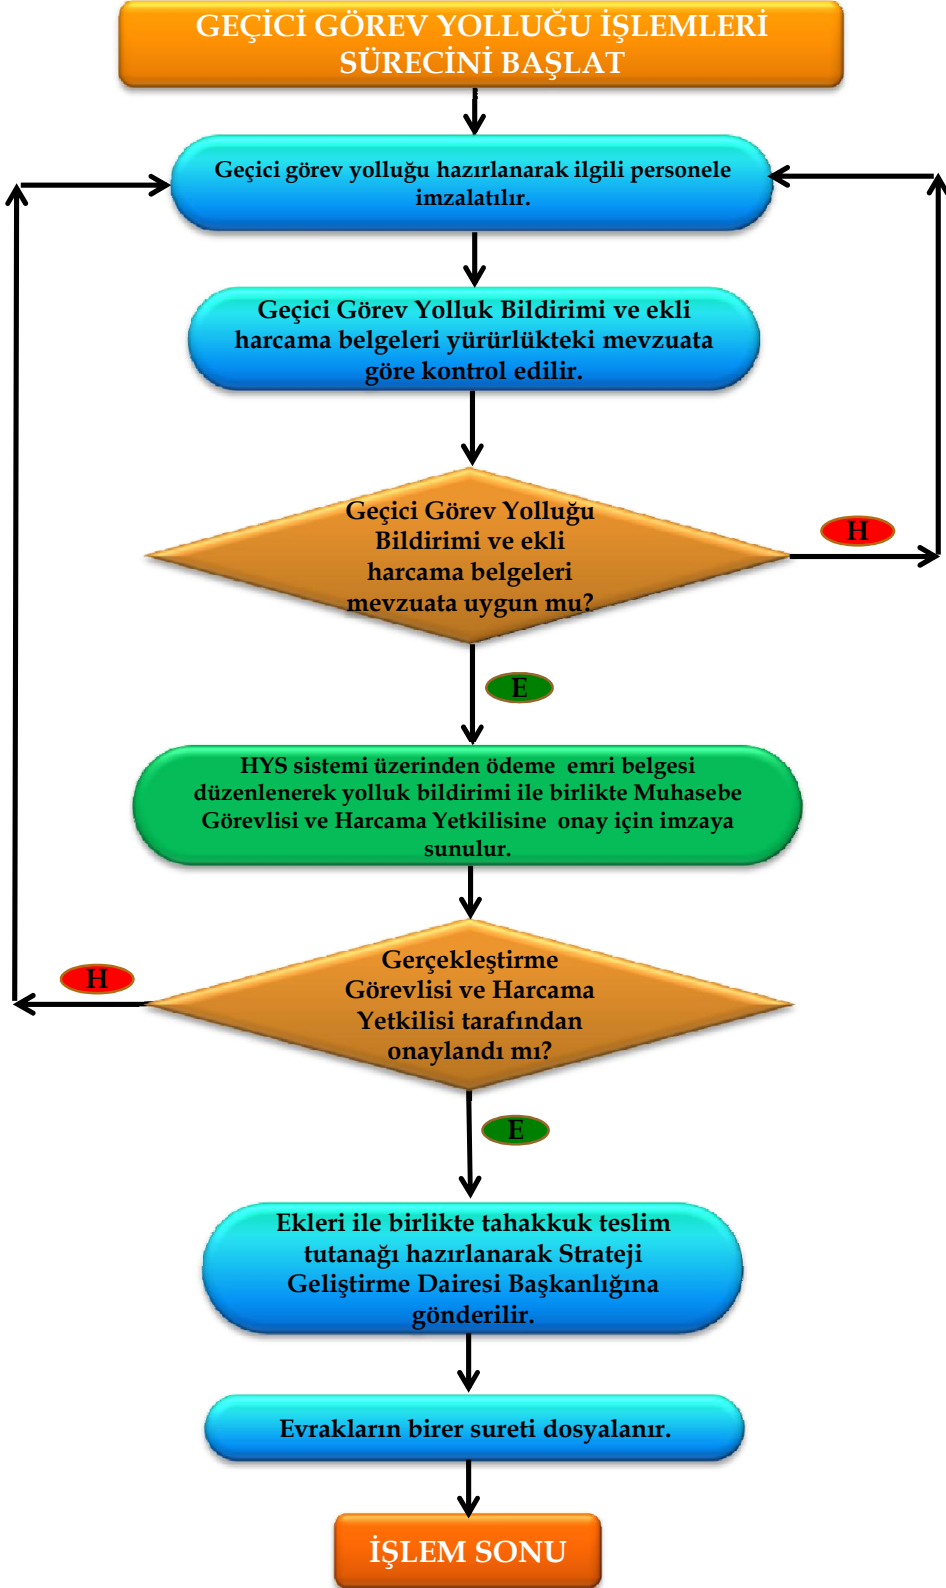 GEÇİCİ GÖREV YOLLUĞU İŞLEMLERİ
SÜRECİNİ BAŞLAT
Geçici görev yolluğu hazırlanarak ilgili personele
imzalatılır.
Geçici Görev Yolluk Bildirimi ve ekli
harcama belgeleri yürürlükteki mevzuata
göre kontrol edilir.
Geçici Görev Yolluğu
Bildirimi ve ekli
harcama belgeleri
mevzuata uygun mu?
H
E
HYS sistemi üzerinden ödeme emri belgesi
düzenlenerek yolluk bildirimi ile birlikte Muhasebe
Görevlisi ve Harcama Yetkilisine onay için imzaya
sunulur.
Gerçekleştirme
Görevlisi ve Harcama
Yetkilisi tarafından
onaylandı mı?
H
E
Ekleri ile birlikte tahakkuk teslim
tutanağı hazırlanarak Strateji
Geliştirme Dairesi Başkanlığına
gönderilir.
Evrakların birer sureti dosyalanır.
İŞLEM SONU